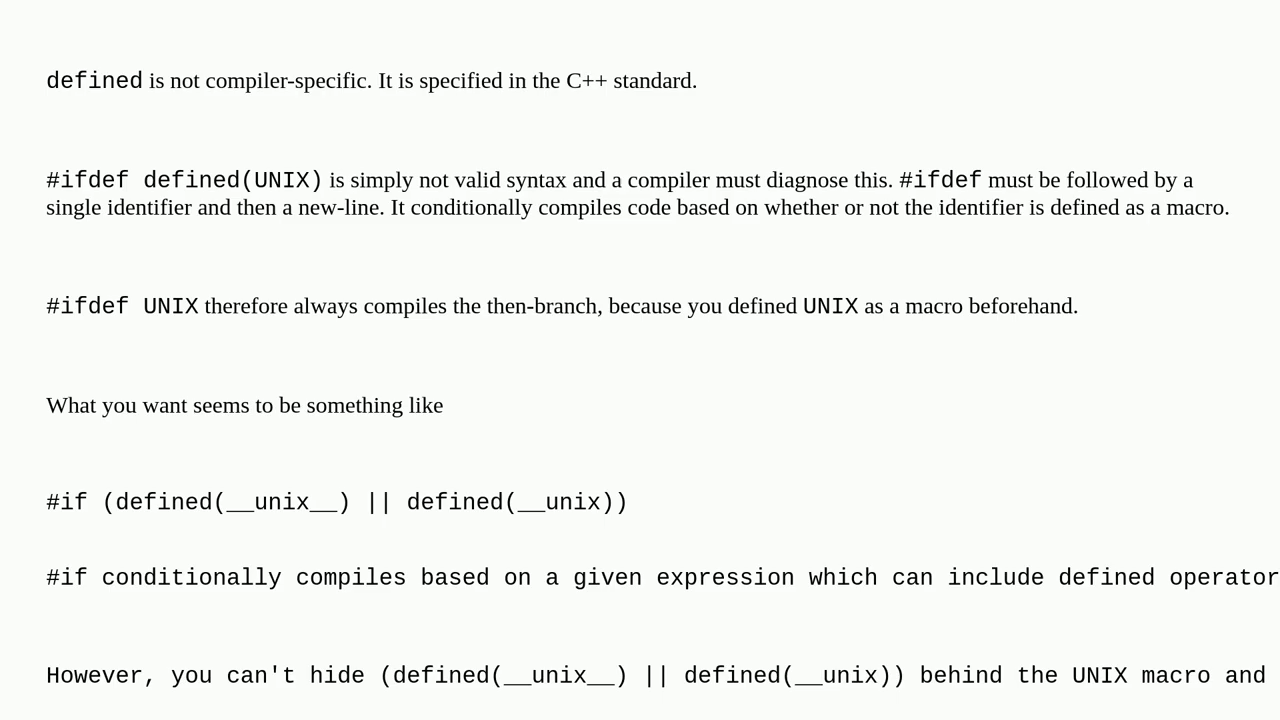 defined is not compiler-specific. It is specified in the C++ standard.
#ifdef defined(UNIX) is simply not valid syntax and a compiler must diagnose this. #ifdef must be followed by a
single identifier and then a new-line. It conditionally compiles code based on whether or not the identifier is defined as a macro.
#ifdef UNIX therefore always compiles the then-branch, because you defined UNIX as a macro beforehand.
What you want seems to be something like
#if (defined(__unix__) || defined(__unix))
#if conditionally compiles based on a given expression which can include defined operator
However, you can't hide (defined(__unix__) || defined(__unix)) behind the UNIX macro and